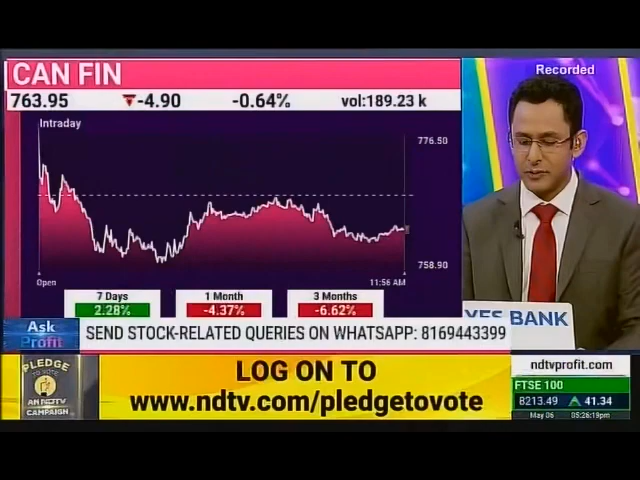 CAN FIN
Recorded
763.95 ▼-4.90 -0.64% vol:189.23 k
Intraday
776.50
758.90
Open
11:56 AM
7 Days 1 Month 3 Months
2.28% -4.37% -6.62%
YES BANK
Ask
Profit
SEND STOCK-RELATED QUERIES ON WHATSAPP: 8169443399
PLEDGE
TO VOTE
AN NDTV
CAMPAIGN
LOG ON TO
www.ndtv.com/pledgetovote
ndtvprofit.com
FTSE 100
8213.49 ▲ 41.34
May 06 05:26:19pm